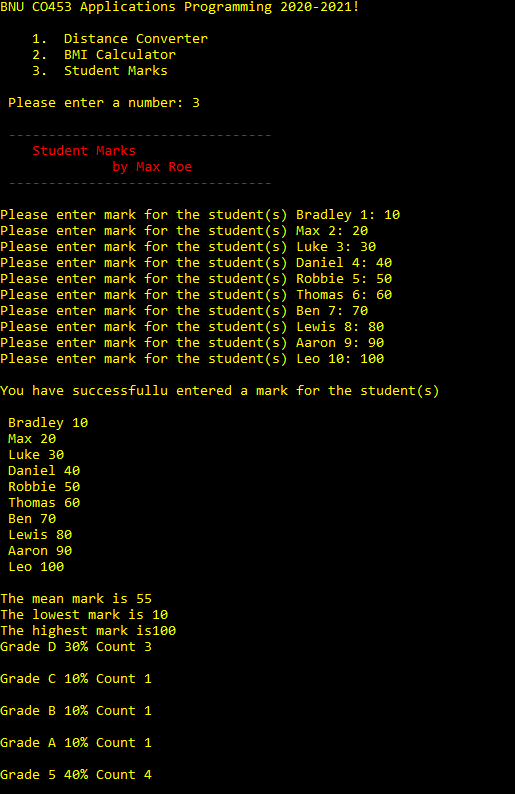 BNU CO453 Applications Programming 2020-2021!
1. Distance Converter
2. BMI Calculator
3. Student Marks
Please enter a number: 3
---------------------------------
Student Marks
by Max Roe
---------------------------------
Please enter mark for the student(s) Bradley 1: 10
Please enter mark for the student(s) Max 2: 20
Please enter mark for the student(s) Luke 3: 30
Please enter mark for the student(s) Daniel 4: 40
Please enter mark for the student(s) Robbie 5: 50
Please enter mark for the student(s) Thomas 6: 60
Please enter mark for the student(s) Ben 7: 70
Please enter mark for the student(s) Lewis 8: 80
Please enter mark for the student(s) Aaron 9: 90
Please enter mark for the student(s) Leo 10: 100
You have successfullu entered a mark for the student(s)
Bradley 10
Max 20
Luke 30
Daniel 40
Robbie 50
Thomas 60
Ben 70
Lewis 80
Aaron 90
Leo 100
The mean mark is 55
The lowest mark is 10
The highest mark is100
Grade D 30% Count 3
Grade C 10% Count 1
Grade B 10% Count 1
Grade A 10% Count 1
Grade 5 40% Count 4